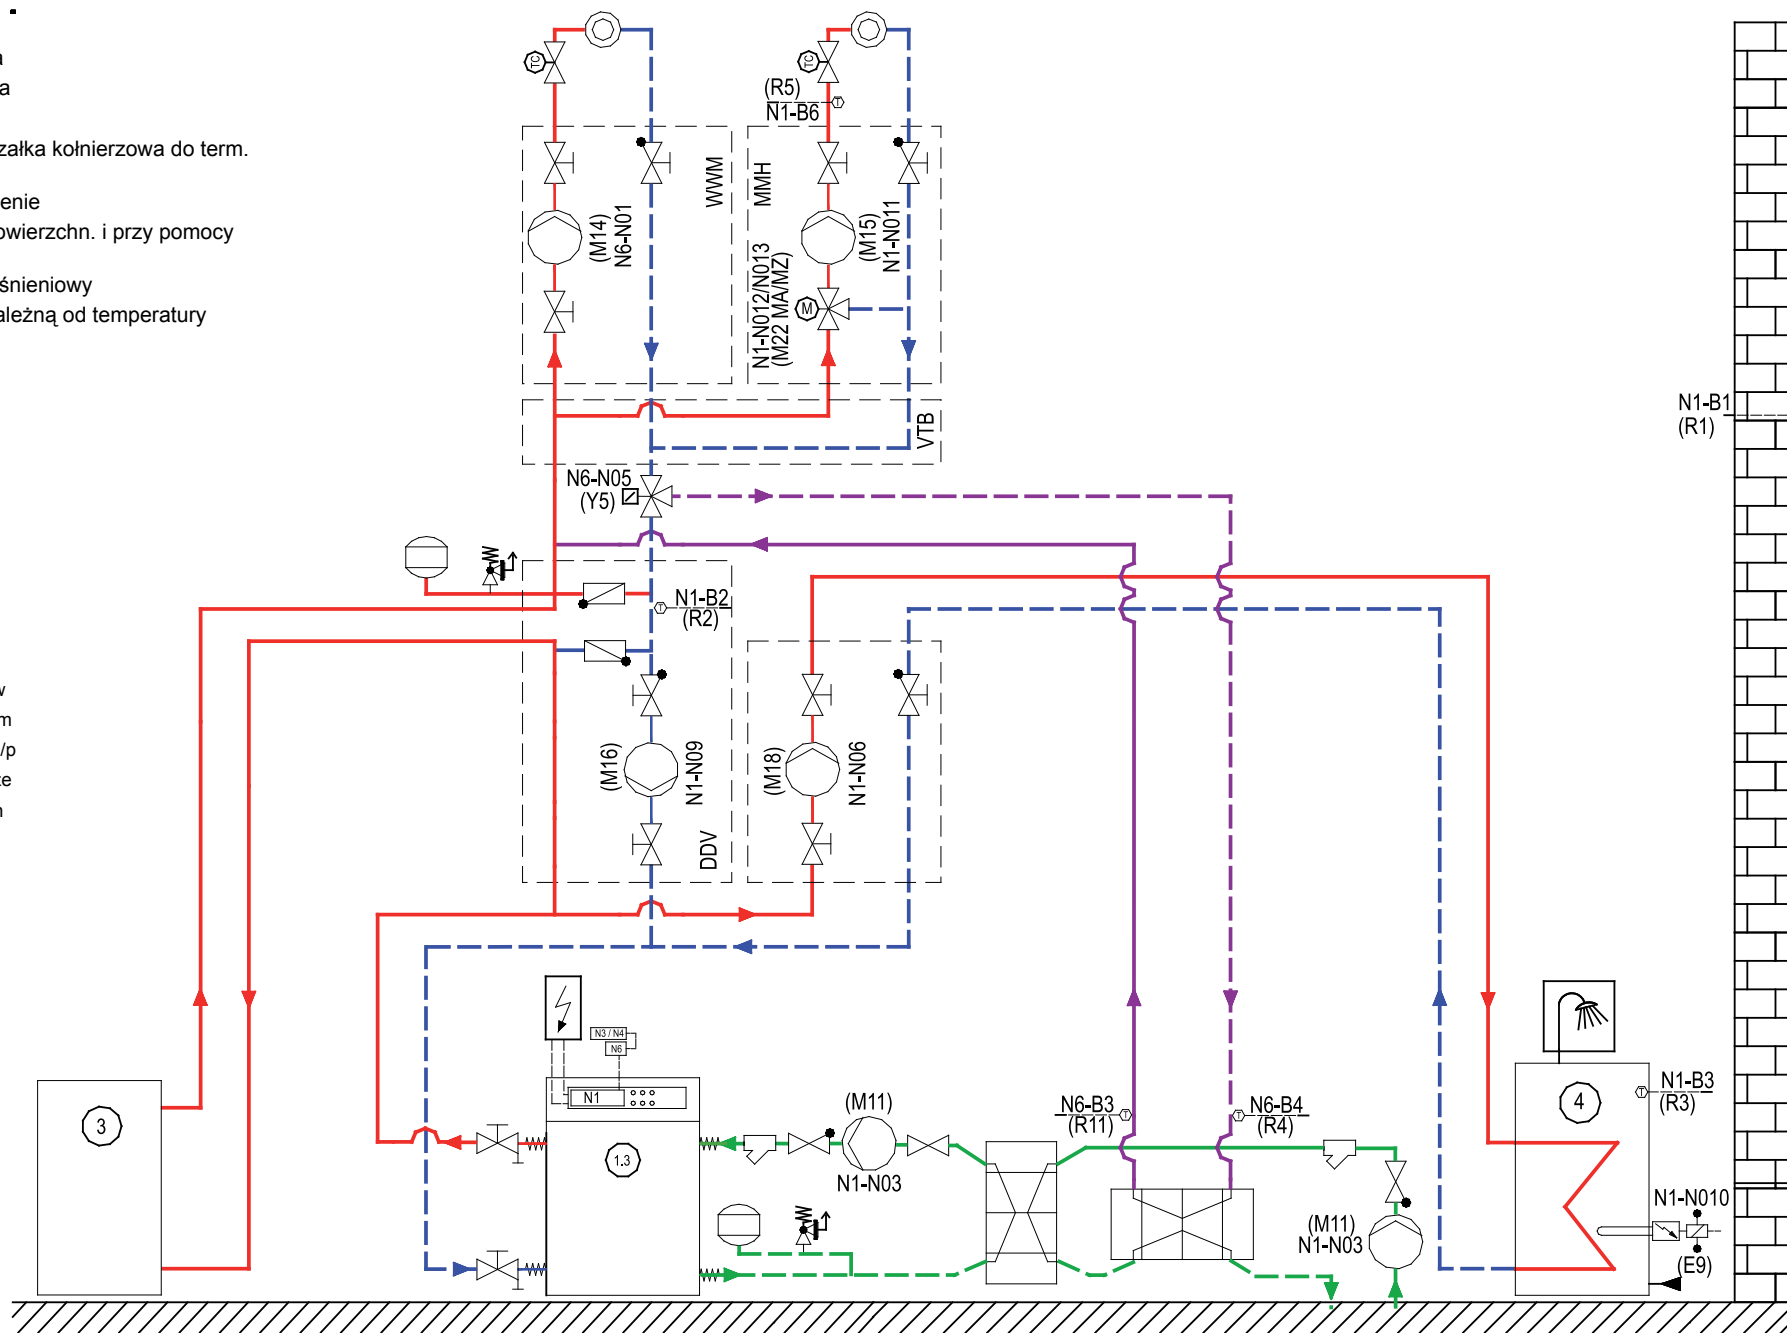 a
a
załka kołnierzowa do term.
enie
owierzchn. i przy pomocy
śnieniowy
ależną od temperatury
w
m
/p
te
n
TC
TC
(R5)
N1-B6
WWM
MMH
(M14)
N6-N01
(M15)
N1-N011
N1-N012/N013
(M22 MA/MZ)
M
VTB
N1-B1
(R1)
N6-N05
(Y5)
T
N1-B2
(R2)
(M16)
N1-N09
DDV
(M18)
N1-N06
N3 / N4
N6
N1
1.3
3
(M11)
N1-N03
N6-B3
(R11)
T
T
N6-B4
(R4)
(M11)
N1-N03
4
T
N1-B3
(R3)
N1-N010
(E9)